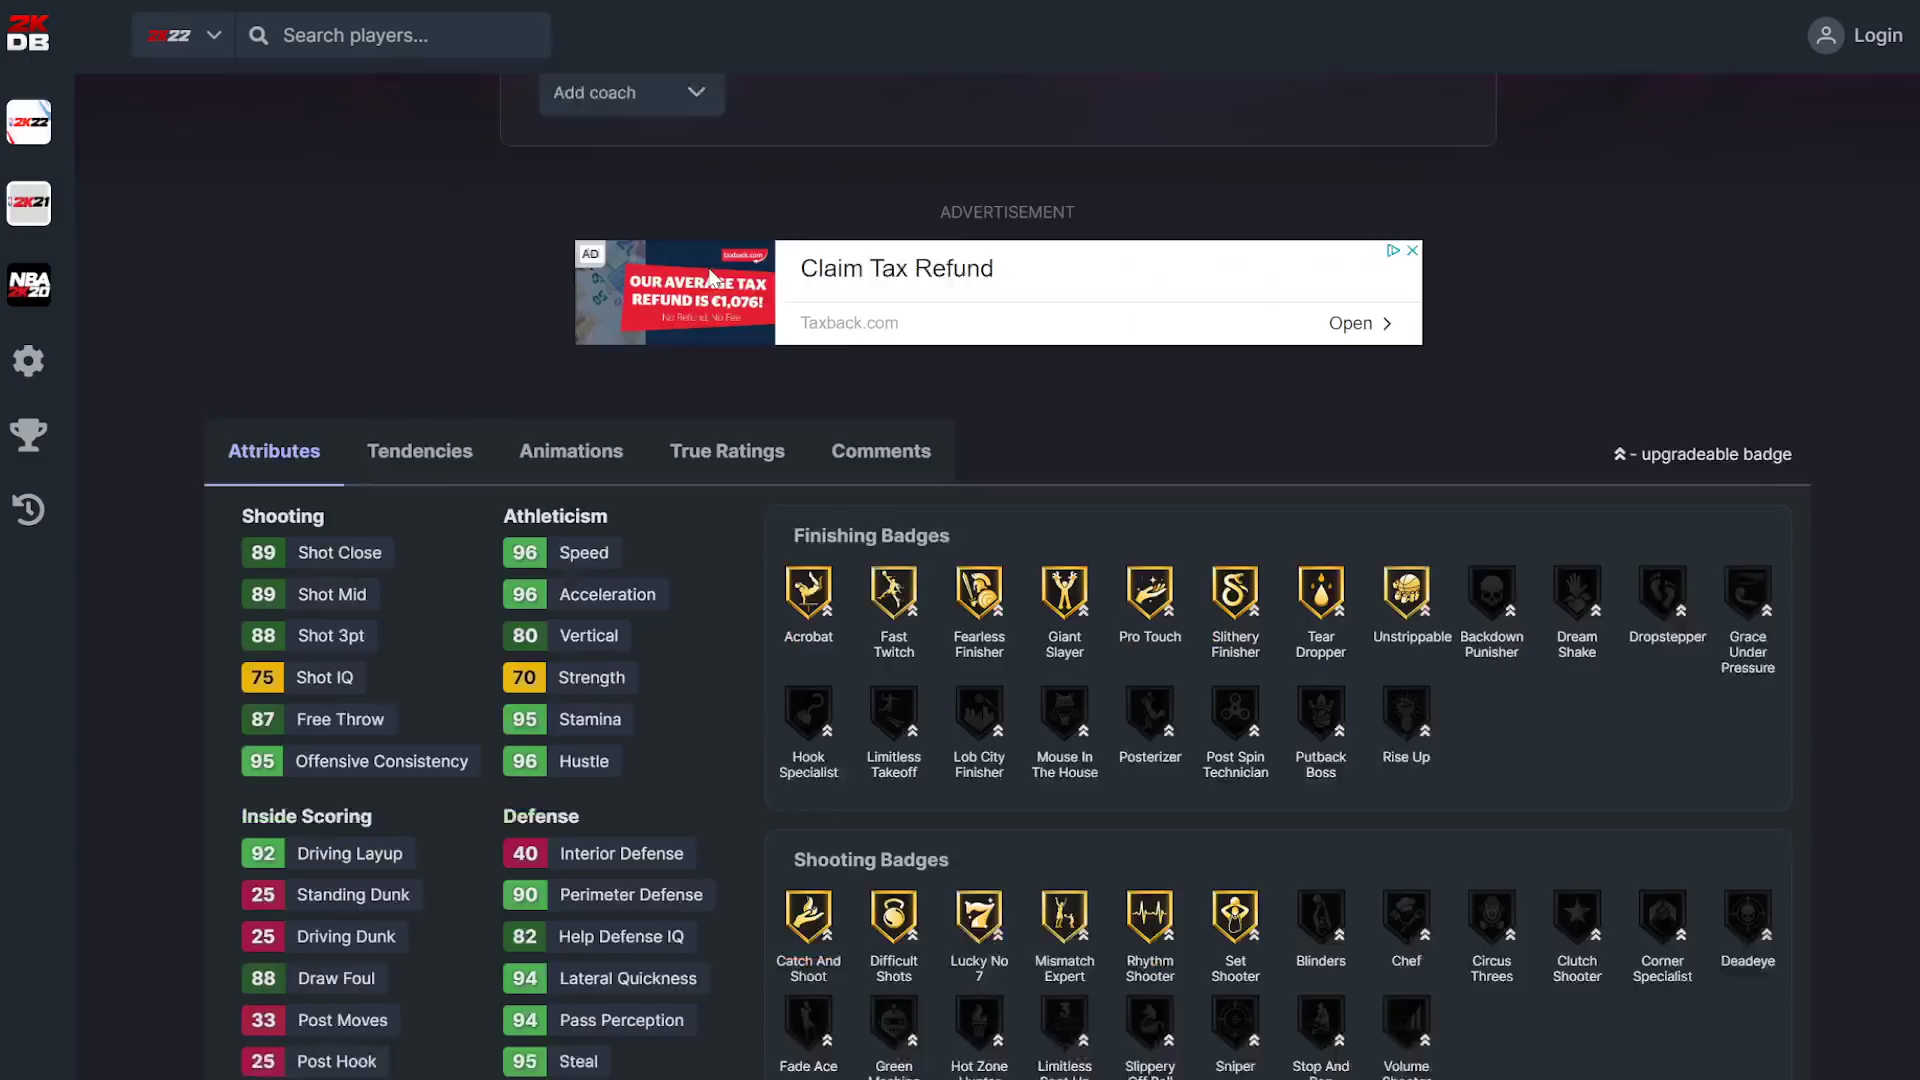 2K
DB
2K22
Search players...
Login
2K22
2K21
NBA
2K20
Add coach
ADVERTISEMENT
AD
taxback.com
OUR AVERAGE TAX
REFUND IS €1,076!
No Refund, No Fee
Claim Tax Refund
Taxback.com
Open
Attributes
Tendencies
Animations
True Ratings
Comments
- upgradeable badge
Shooting
89 Shot Close
89 Shot Mid
88 Shot 3pt
75 Shot IQ
87 Free Throw
95 Offensive Consistency
Inside Scoring
92 Driving Layup
25 Standing Dunk
25 Driving Dunk
88 Draw Foul
33 Post Moves
25 Post Hook
Athleticism
96 Speed
96 Acceleration
80 Vertical
70 Strength
95 Stamina
96 Hustle
Defense
40 Interior Defense
90 Perimeter Defense
82 Help Defense IQ
94 Lateral Quickness
94 Pass Perception
95 Steal
Finishing Badges
Acrobat
Fast
Twitch
Fearless
Finisher
Giant
Slayer
Pro Touch
Slithery
Finisher
Tear
Dropper
Unstrippable
Backdown
Punisher
Dream
Shake
Dropstepper
Grace
Under
Pressure
Hook
Specialist
Limitless
Takeoff
Lob City
Finisher
Mouse In
The House
Posterizer
Post Spin
Technician
Putback
Boss
Rise Up
Shooting Badges
Catch And
Shoot
Difficult
Shots
Lucky No
7
Mismatch
Expert
Rhythm
Shooter
Set
Shooter
Blinders
Chef
Circus
Threes
Clutch
Shooter
Corner
Specialist
Deadeye
Fade Ace
Green
Hot Zone
Limitless
Slippery
Sniper
Stop And
Volume